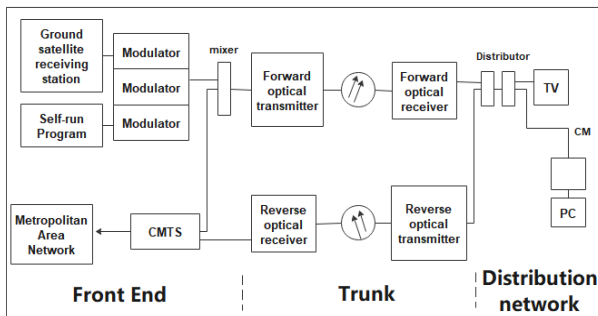 Ground
satellite
receiving
station
Modulator
Modulator
Modulator
Self-run
Program
mixer
Forward
optical
transmitter
Forward
optical
receiver
Distributor
TV
CM
PC
Metropolitan
Area
Network
CMTS
Reverse
optical
receiver
Reverse
optical
transmitter
Front End
Trunk
Distribution
network